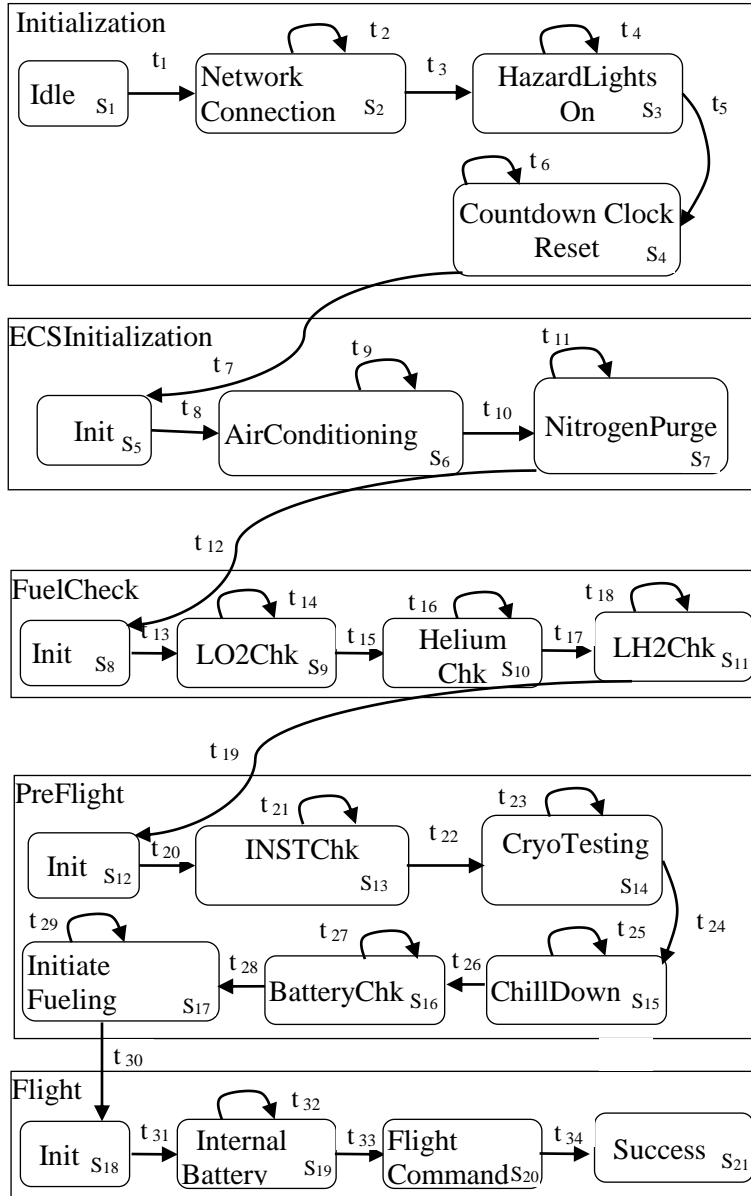 Initialization
t1
t2
t3
t4
t5
Idle S1
Network
Connection S2
HazardLights
On S3
t6
Countdown Clock
Reset S4
ECSInitialization
t7
t8
t9
t10
t11
Init S5
AirConditioning S6
NitrogenPurge S7
t12
FuelCheck
t13
t14
t15
t16
t17
t18
Init S8
LO2Chk S9
Helium
Chk S10
LH2Chk S11
t19
PreFlight
t20
t21
t22
t23
Init S12
INSTChk S13
CryoTesting S14
t24
t29
t28
t27
t26
t25
Initiate
Fueling S17
BatteryChk S16
ChillDown S15
t30
Flight
t31
t32
t33
t34
Init S18
Internal
Battery S19
Flight
Command S20
Success S21